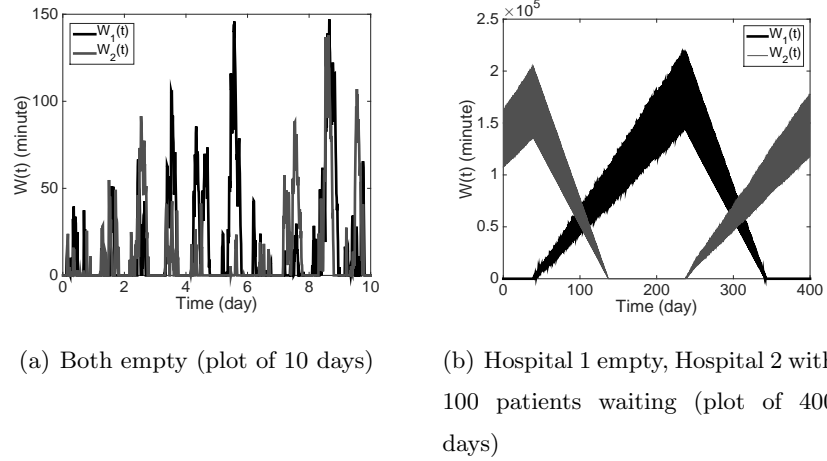 150
100
50
0
W(t) (minute)
W₁(t)
W₂(t)
0 2 4 6 8 10
Time (day)
×10⁵
2.5
2
1.5
1
0.5
0
W(t) (minute)
W₁(t)
W₂(t)
0 100 200 300 400
Time (day)
(a) Both empty (plot of 10 days)
(b) Hospital 1 empty, Hospital 2 with
100 patients waiting (plot of 400
days)